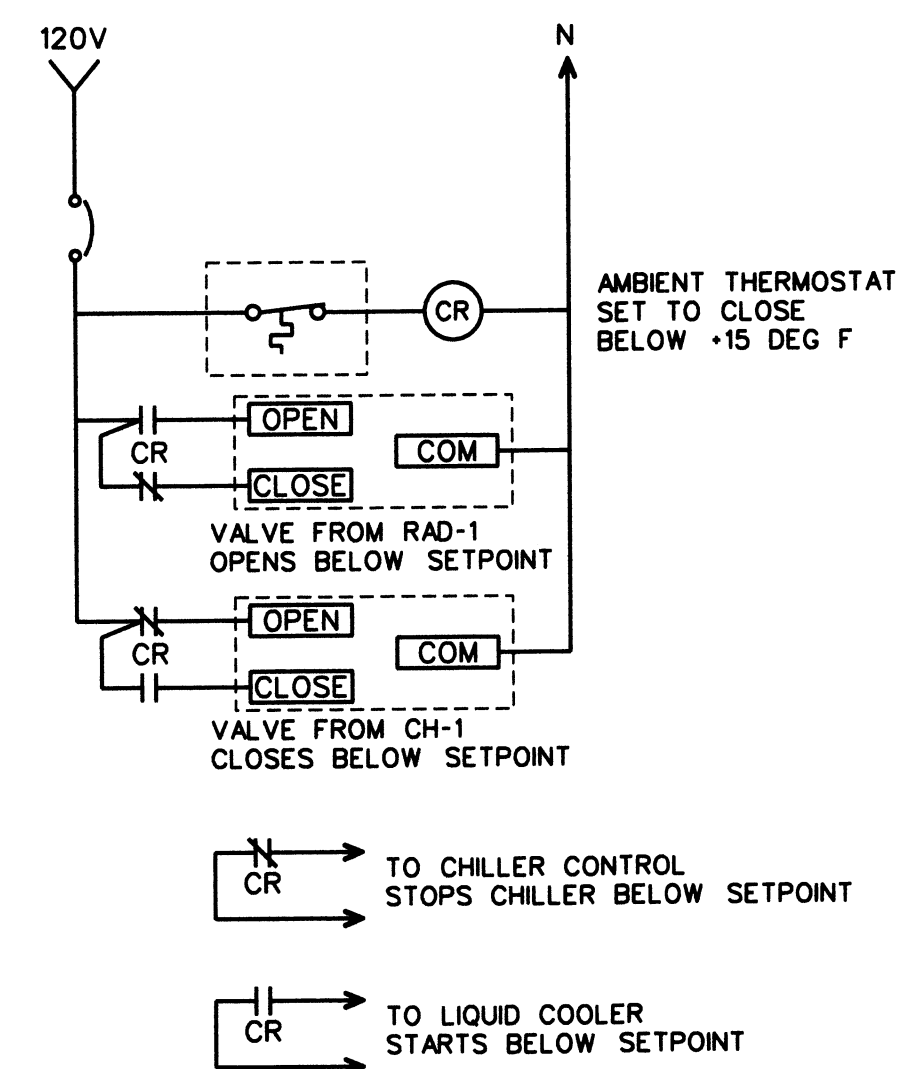 120V
N
CR
AMBIENT THERMOSTAT
SET TO CLOSE
BELOW +15 DEG F
OPEN
CR
COM
CLOSE
VALVE FROM RAD-1
OPENS BELOW SETPOINT
OPEN
CR
COM
CLOSE
VALVE FROM CH-1
CLOSES BELOW SETPOINT
CR
TO CHILLER CONTROL
STOPS CHILLER BELOW SETPOINT
CR
TO LIQUID COOLER
STARTS BELOW SETPOINT